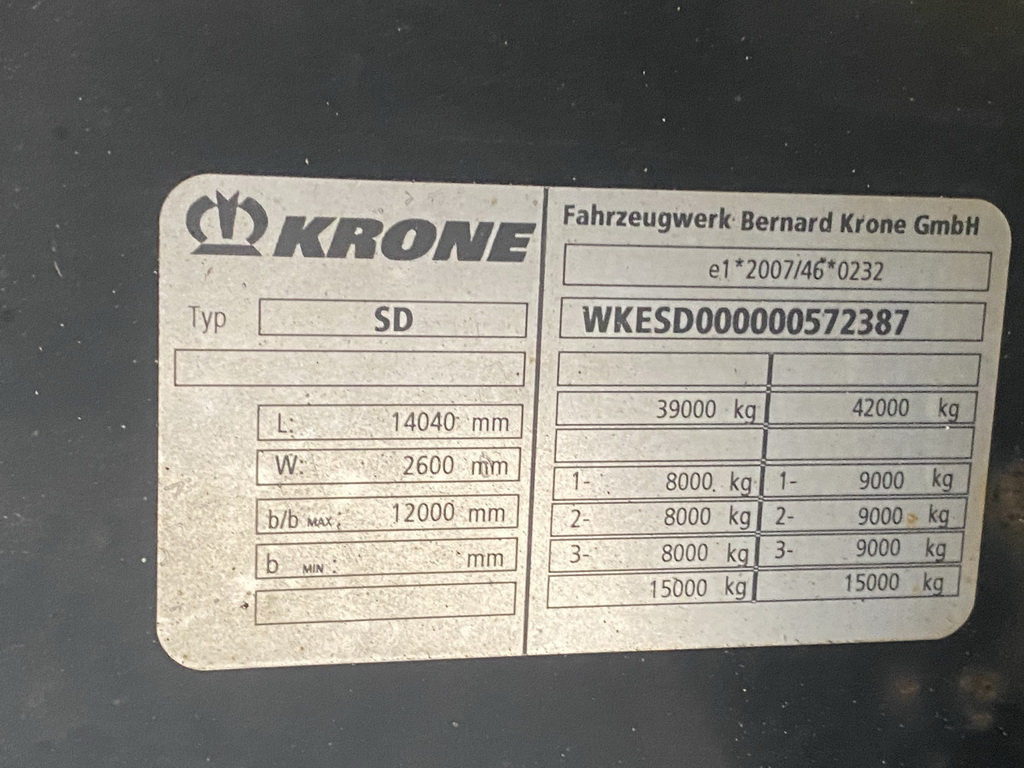 KRONE
Typ SD
L: 14040 mm
W: 2600 mm
b/b MAX: 12000 mm
b MIN: mm
Fahrzeugwerk Bernard Krone GmbH
e1*2007/46*0232
WKESD000000572387
39000 kg 42000 kg
1- 8000 kg 1- 9000 kg
2- 8000 kg 2- 9000 kg
3- 8000 kg 3- 9000 kg
15000 kg 15000 kg